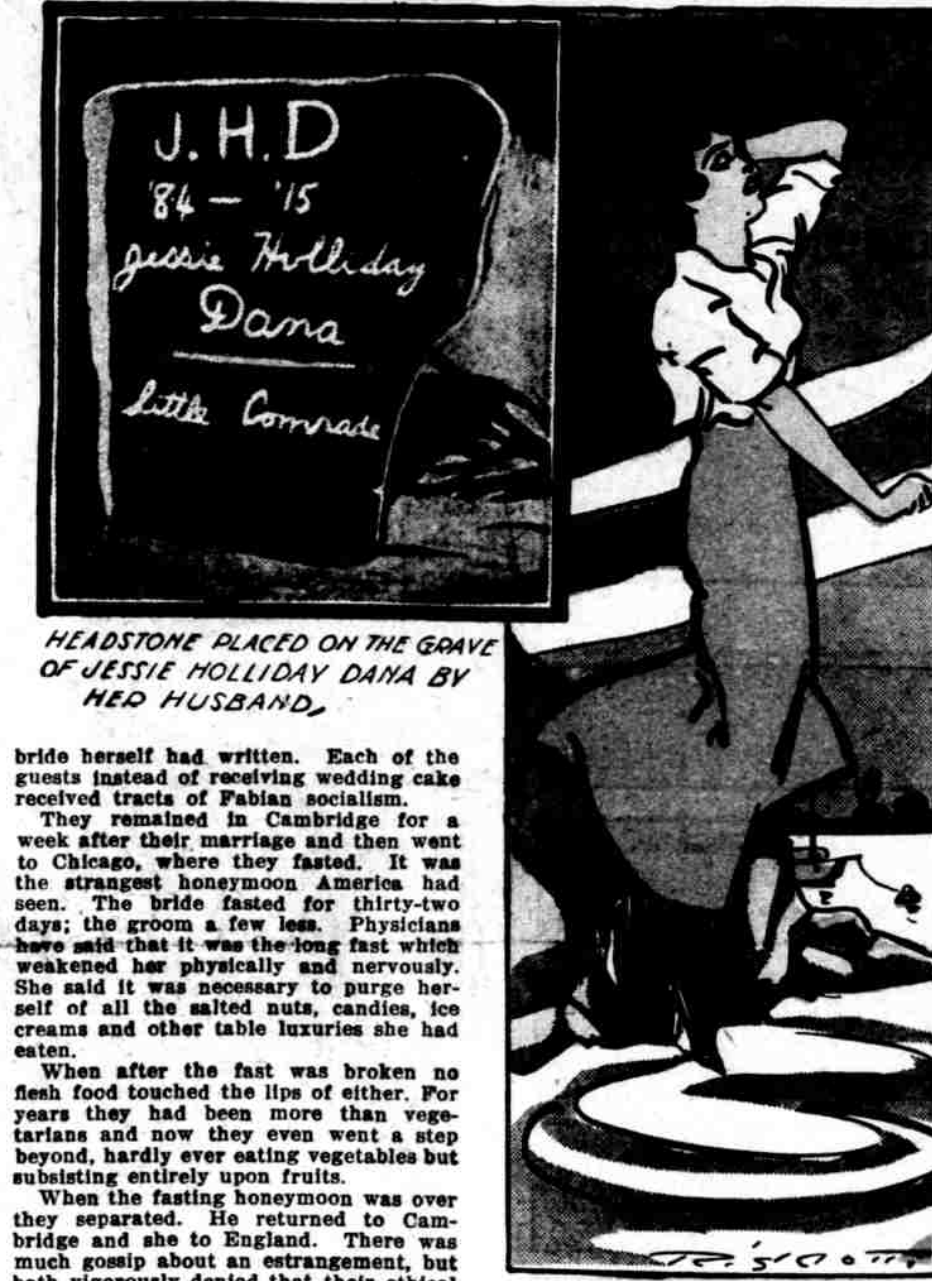 J. H. D
'84 — '15
Jessie Holliday
Dana
Little Comrade
HEADSTONE PLACED ON THE GRAVE
OF JESSIE HOLLIDAY DANA BY
HER HUSBAND,
bride herself had written. Each of the
guests instead of receiving wedding cake
received tracts of Fabian socialism.
They remained in Cambridge for a
week after their marriage and then went
to Chicago, where they fasted. It was
the strangest honeymoon America had
seen. The bride fasted for thirty-two
days; the groom a few less. Physicians
have said that it was the long fast which
weakened her physically and nervously.
She said it was necessary to purge her-
self of all the salted nuts, candies, ice
creams and other table luxuries she had
eaten.
When after the fast was broken no
flesh food touched the lips of either. For
years they had been more than vege-
tarians and now they even went a step
beyond, hardly ever eating vegetables but
subsisting entirely upon fruits.
When the fasting honeymoon was over
they separated. He returned to Cam-
bridge and she to England. There was
much gossip about an estrangement, but
both vigorously denied that their ethical